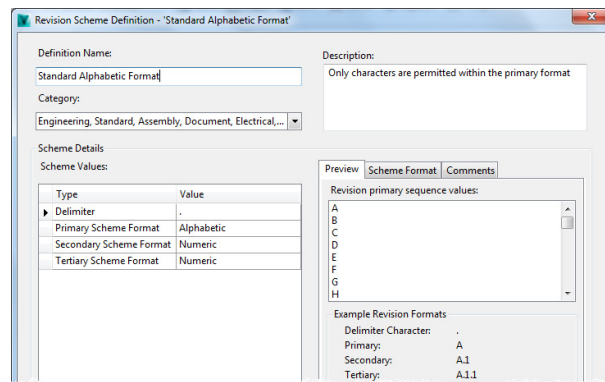 Revision Scheme Definition - 'Standard Alphabetic Format'
Definition Name:
Standard Alphabetic Format
Category:
Engineering, Standard, Assembly, Document, Electrical,...
Description:
Only characters are permitted within the primary format
Scheme Details
Scheme Values:
Type Value
Delimiter .
Primary Scheme Format Alphabetic
Secondary Scheme Format Numeric
Tertiary Scheme Format Numeric
Preview Scheme Format Comments
Revision primary sequence values:
A
B
C
D
E
F
G
H
Example Revision Formats
Delimiter Character: .
Primary: A
Secondary: A.1
Tertiary: A.1.1